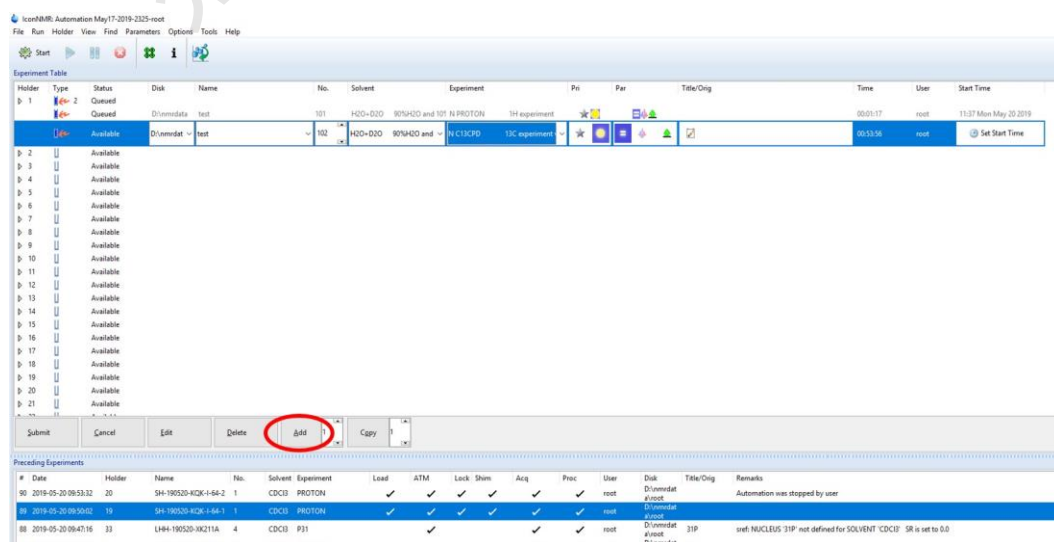 IconNMR: Automation May17-2019-2325-root
File Run Holder View Find Parameters Options Tools Help
Start
Experiment Table
Holder Type Status Disk Name No. Solvent Experiment Pri Par Title/Orig Time User Start Time
1 2 Queued
Queued D:\nmrdata test 101 H2O+D2O 90%H2O and 10% N PROTON 1H experiment 00:01:17 root 11:37 Mon May 20 2019
Available D:\nmrdat test 102 H2O+D2O 90%H2O and N C13CPD 13C experiment 00:53:56 root Set Start Time
2 Available
3 Available
4 Available
5 Available
6 Available
7 Available
8 Available
9 Available
10 Available
11 Available
12 Available
13 Available
14 Available
15 Available
16 Available
17 Available
18 Available
19 Available
20 Available
21 Available
Submit Cancel Edit Delete Add 1 Copy 1
Preceding Experiments
# Date Holder Name No. Solvent Experiment Load ATM Lock Shim Acq Proc User Disk Title/Orig Remarks
90 2019-05-20 09:53:32 20 SH-190520-KQK-I-64-2 1 CDCl3 PROTON root D:\nmrdat a\root Automation was stopped by user
89 2019-05-20 09:50:02 19 SH-190520-KQK-I-64-1 1 CDCl3 PROTON root D:\nmrdat a\root
88 2019-05-20 09:47:16 33 LHH-190520-XK211A 4 CDCl3 P31 root D:\nmrdat a\root 31P sref: NUCLEUS '31P' not defined for SOLVENT 'CDCl3' SR is set to 0.0